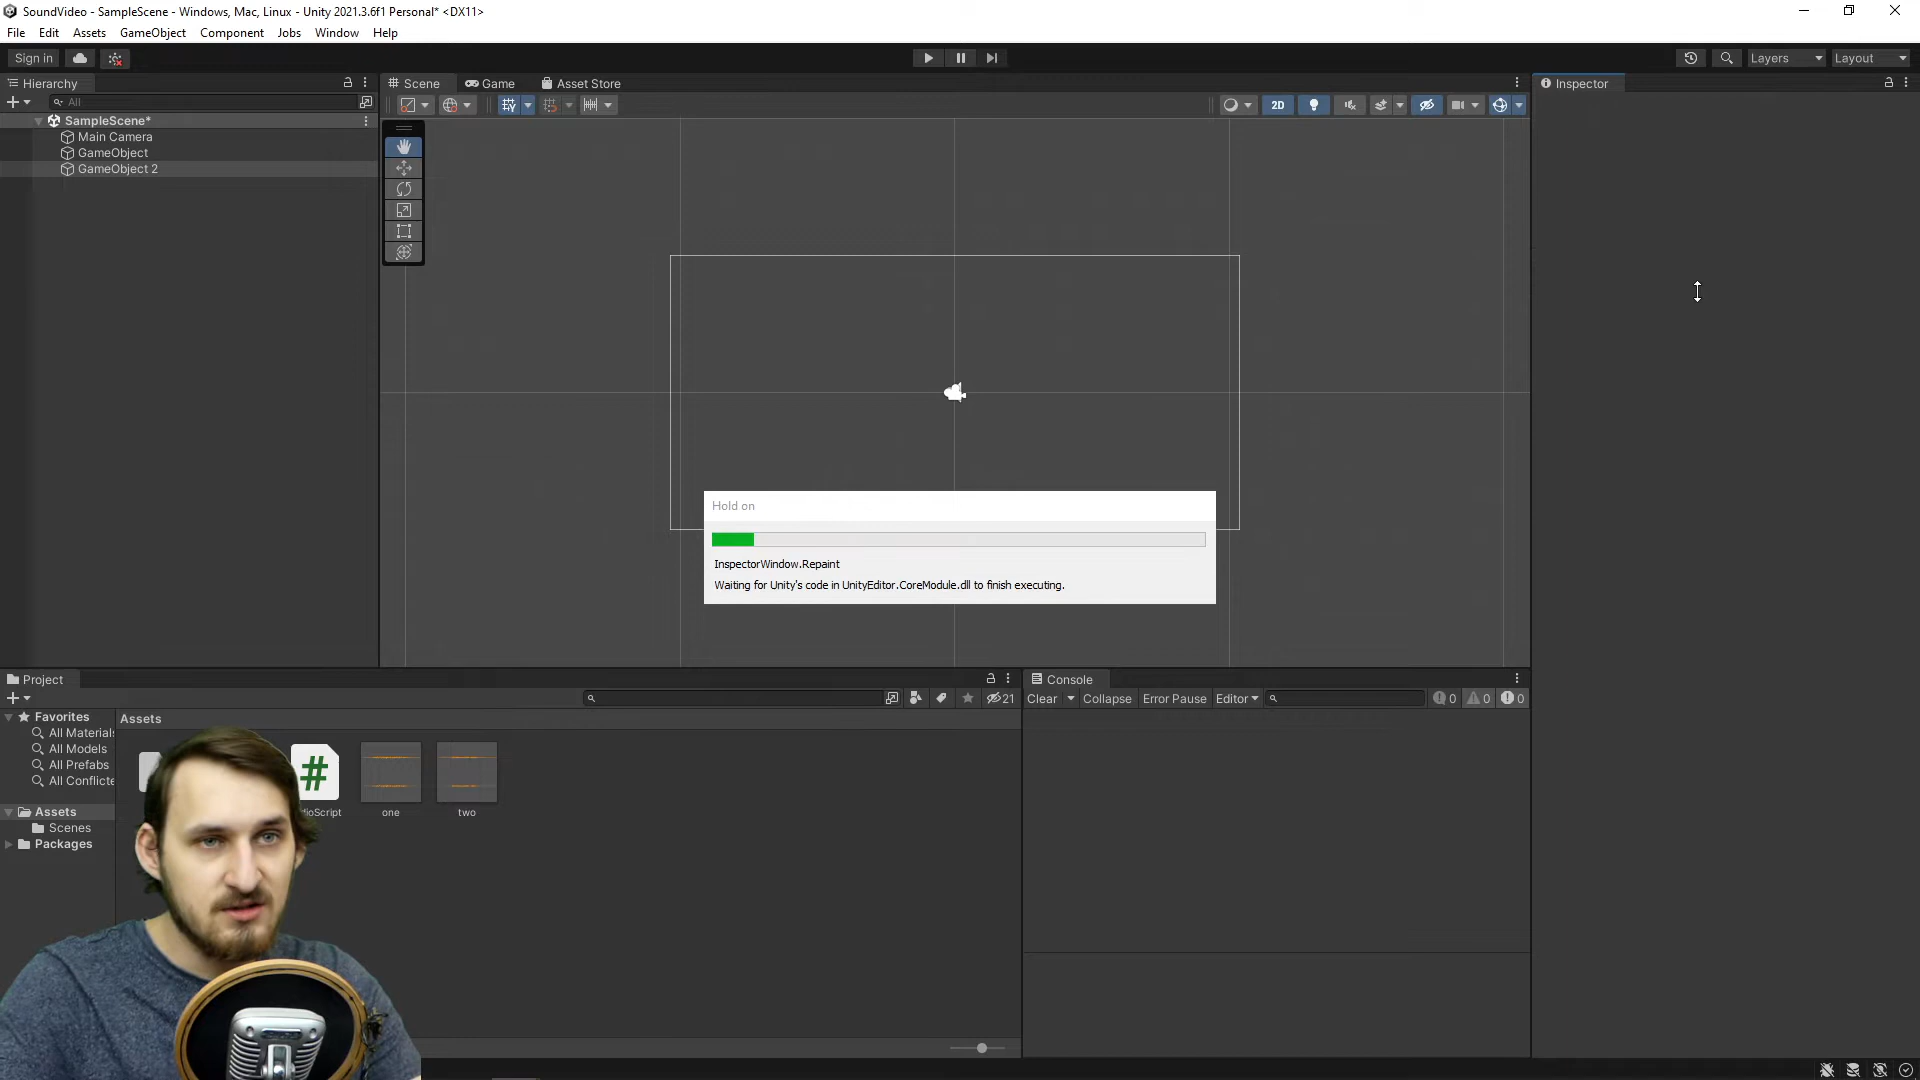 SoundVideo - SampleScene - Windows, Mac, Linux - Unity 2021.3.6f1 Personal* <DX11>
File Edit Assets GameObject Component Jobs Window Help
Sign in
Layers Layout
Hierarchy
Scene Game Asset Store
Inspector
All
2D
SampleScene*
Main Camera
GameObject
GameObject 2
Hold on
InspectorWindow.Repaint
Waiting for Unity's code in UnityEditor.CoreModule.dll to finish executing.
Project
Console
21
Clear Collapse Error Pause Editor 0 0 0
Favorites
All Materials
All Models
All Prefabs
All Conflicte
Assets
Scenes
Packages
Assets
dioScript
one
two